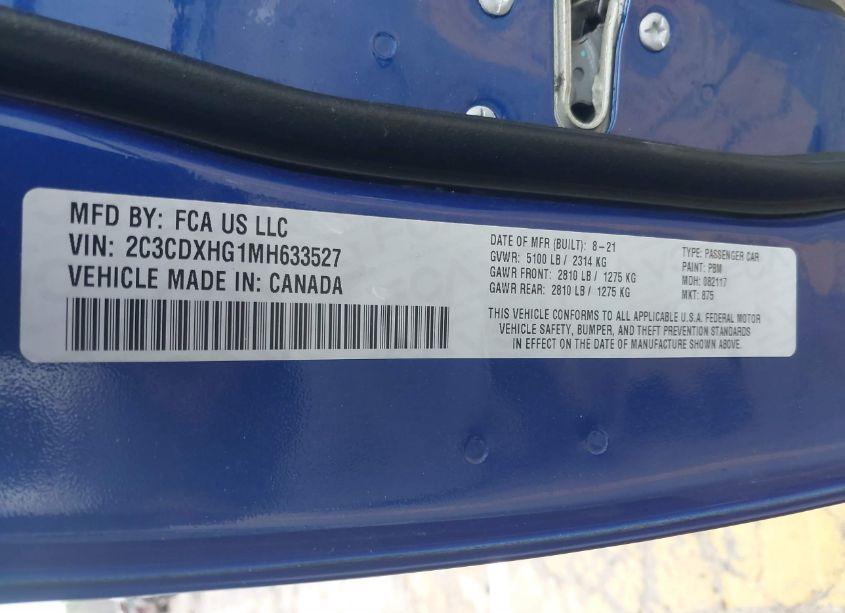 MFD BY: FCA US LLC
VIN: 2C3CDXHG1MH633527
VEHICLE MADE IN: CANADA
DATE OF MFR (BUILT): 8-21
GVWR: 5100 LB / 2314 KG
GAWR FRONT: 2810 LB / 1275 KG
GAWR REAR: 2810 LB / 1275 KG
TYPE: PASSENGER CAR
PAINT: PBM
MDH: 082117
MKT: 875
THIS VEHICLE CONFORMS TO ALL APPLICABLE U.S.A. FEDERAL MOTOR
VEHICLE SAFETY, BUMPER, AND THEFT PREVENTION STANDARDS
IN EFFECT ON THE DATE OF MANUFACTURE SHOWN ABOVE.